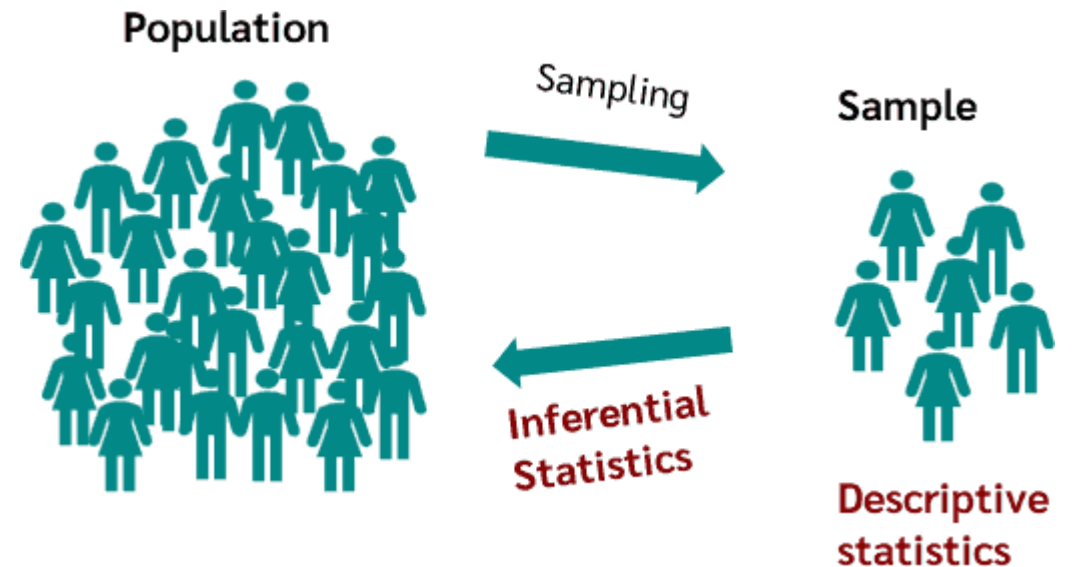 Population
Sampling
Sample
Inferential
Statistics
Descriptive
statistics